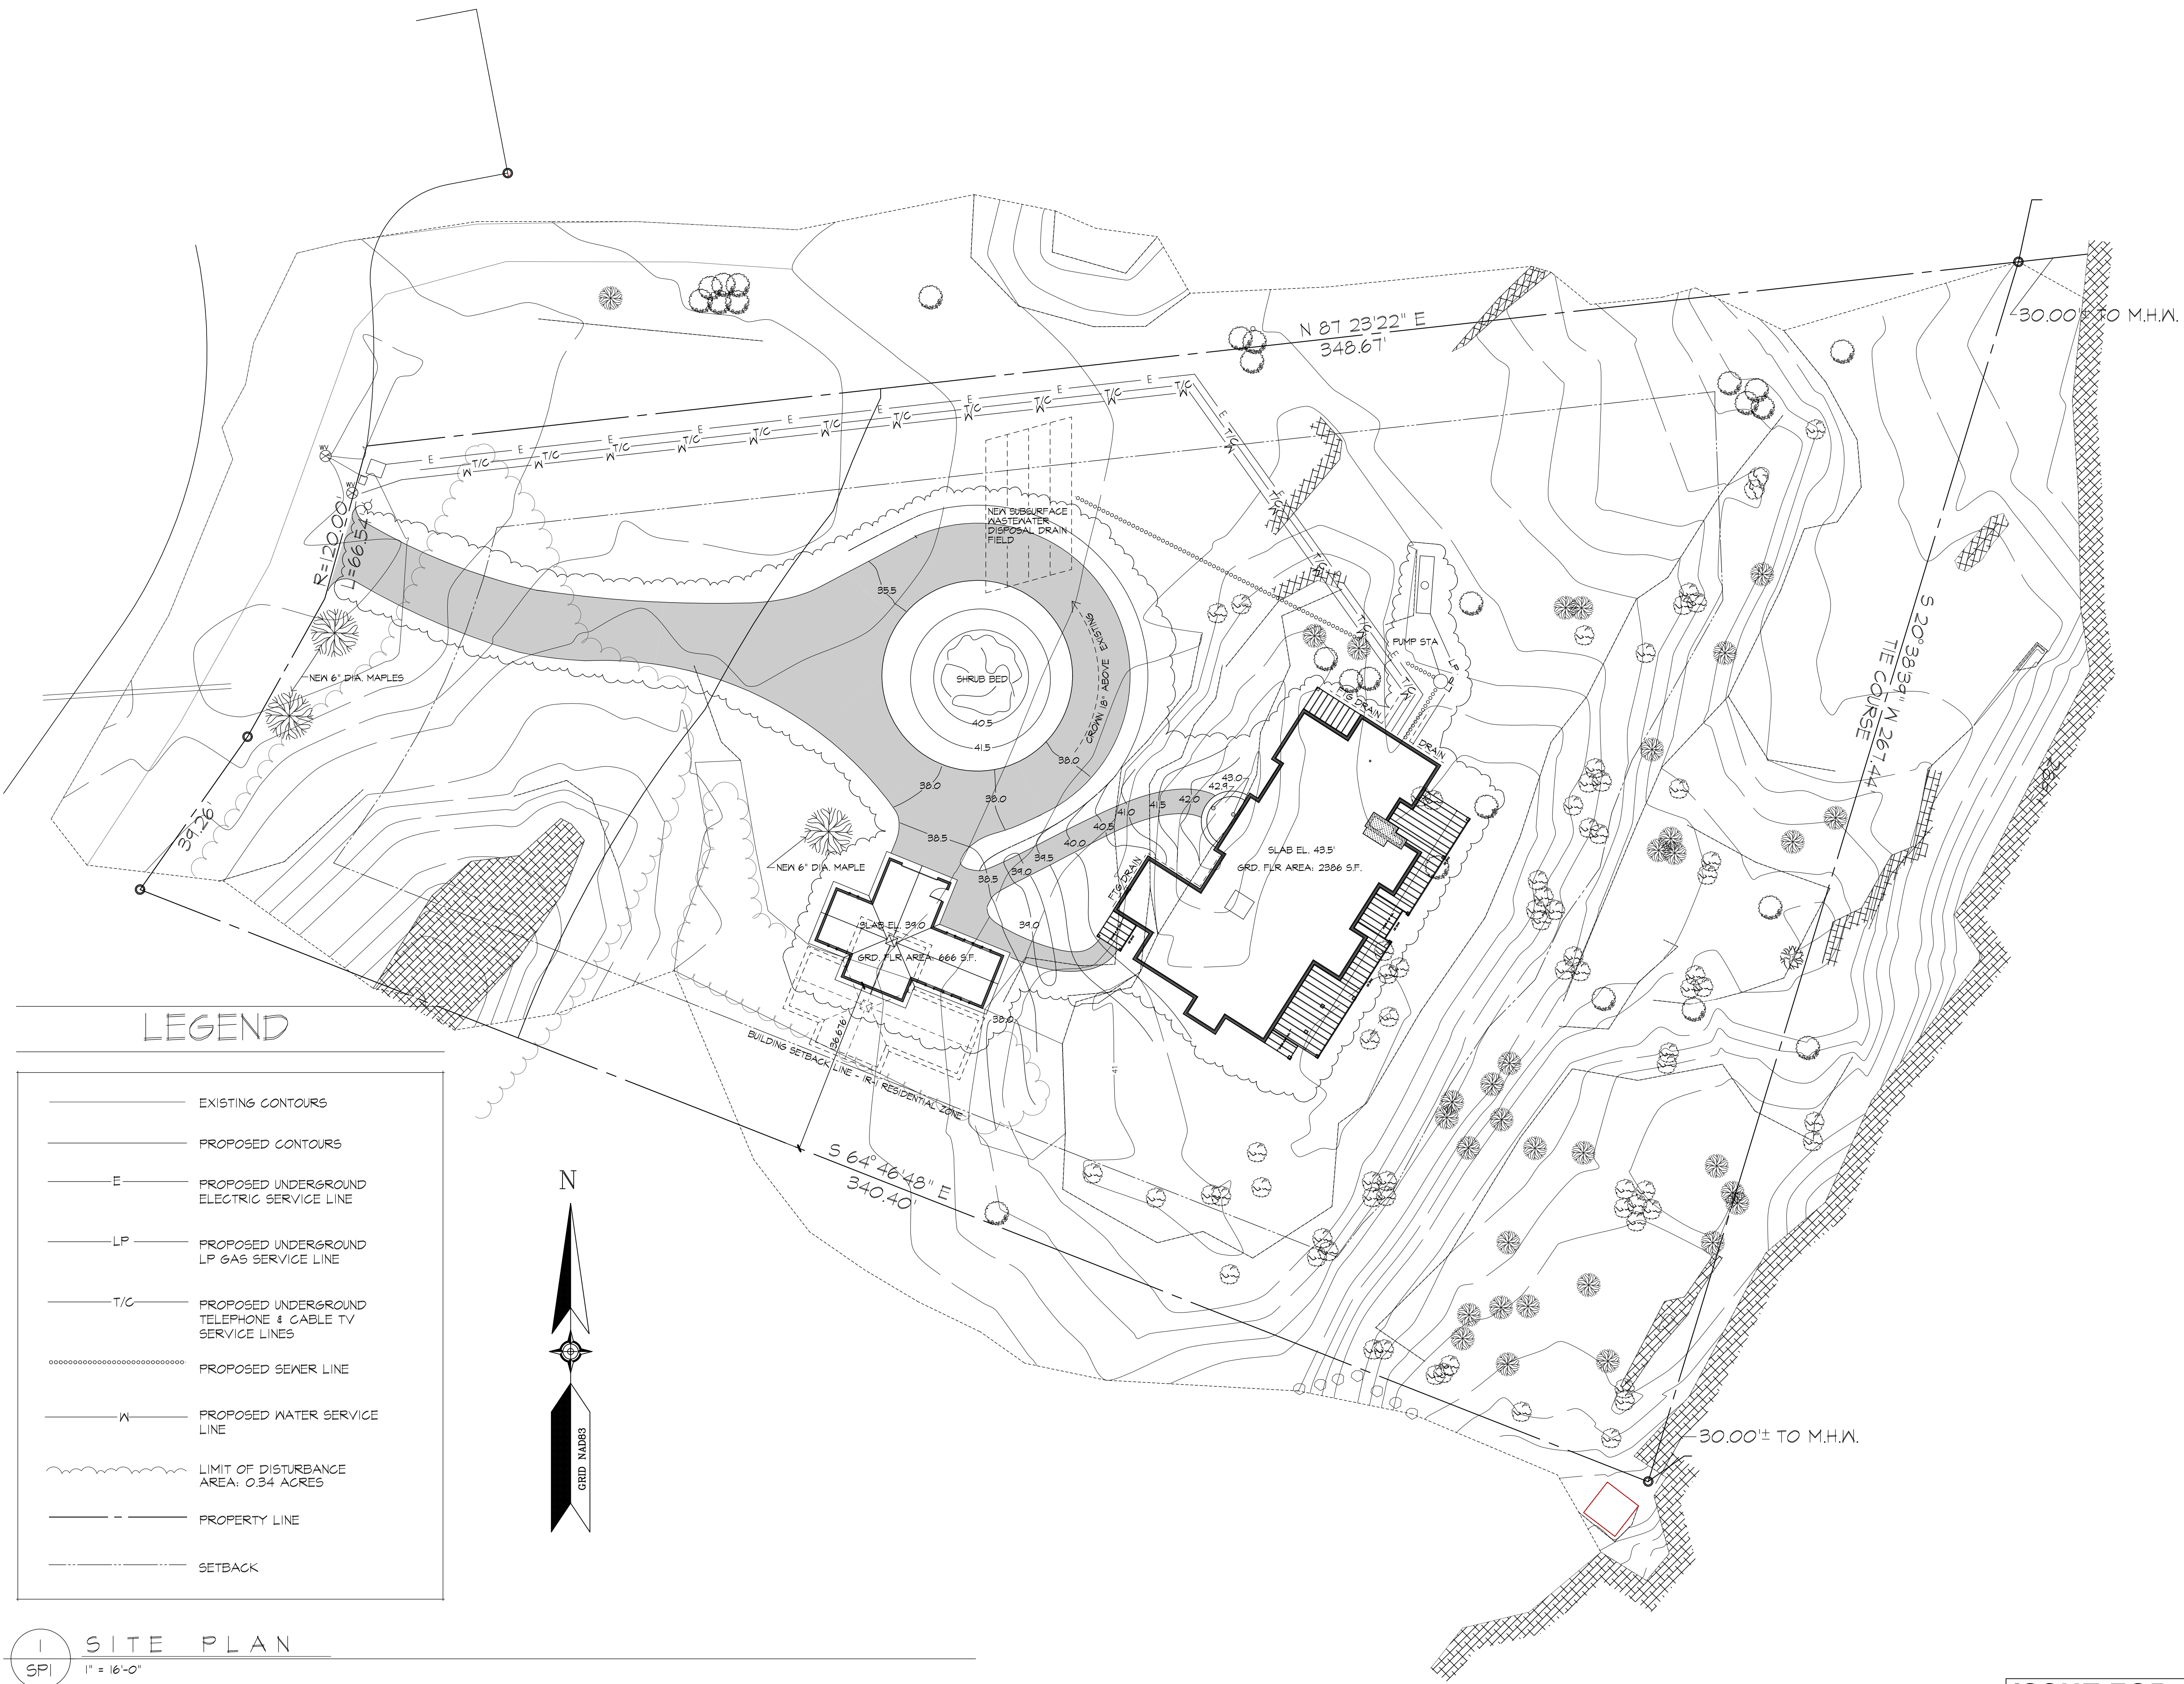 N 87 23'22" E
348.67'
30.00'± TO M.H.W.
E E E E E E E E E
T/C T/C T/C T/C T/C T/C T/C T/C T/C T/C T/C
W W W W W W W W W W W
E
T/C
W
T/C
T/C
T/C
E
T/C
WV
WV
R=120.00'
L=66.54'
NEW SUBSURFACE
WASTEWATER
DISPOSAL DRAIN
FIELD
35.5
CROWN 18" ABOVE EXISTING
SHRUB BED
40.5
41.5
38.0
38.0
38.0
PUMP STA
LP
FTG DRAIN
DRAIN
S 20°38'39" W 267.44'
TIE COURSE
NEW 6" DIA. MAPLES
39.26'
43.0
42.9
42.0
41.5
41.0
40.5
40.0
39.5
39.0
38.5
38.5
39.0
NEW 6" DIA. MAPLE
SLAB EL. 43.5'
GRD. FLR AREA: 2386 S.F.
FTG DRAIN
SLAB EL. 39.0
GRD. FLR AREA: 666 S.F.
38.0
36.676'
BUILDING SETBACK LINE - IR-1 RESIDENTIAL ZONE
41
S 64°46'48" E
340.40'
30.00'± TO M.H.W.
LEGEND
EXISTING CONTOURS
PROPOSED CONTOURS
E
PROPOSED UNDERGROUND
ELECTRIC SERVICE LINE
LP
PROPOSED UNDERGROUND
LP GAS SERVICE LINE
T/C
PROPOSED UNDERGROUND
TELEPHONE & CABLE TV
SERVICE LINES
PROPOSED SEWER LINE
W
PROPOSED WATER SERVICE
LINE
LIMIT OF DISTURBANCE
AREA: 0.34 ACRES
PROPERTY LINE
SETBACK
N
GRID NAD83
1
SP1
SITE PLAN
1" = 16'-0"